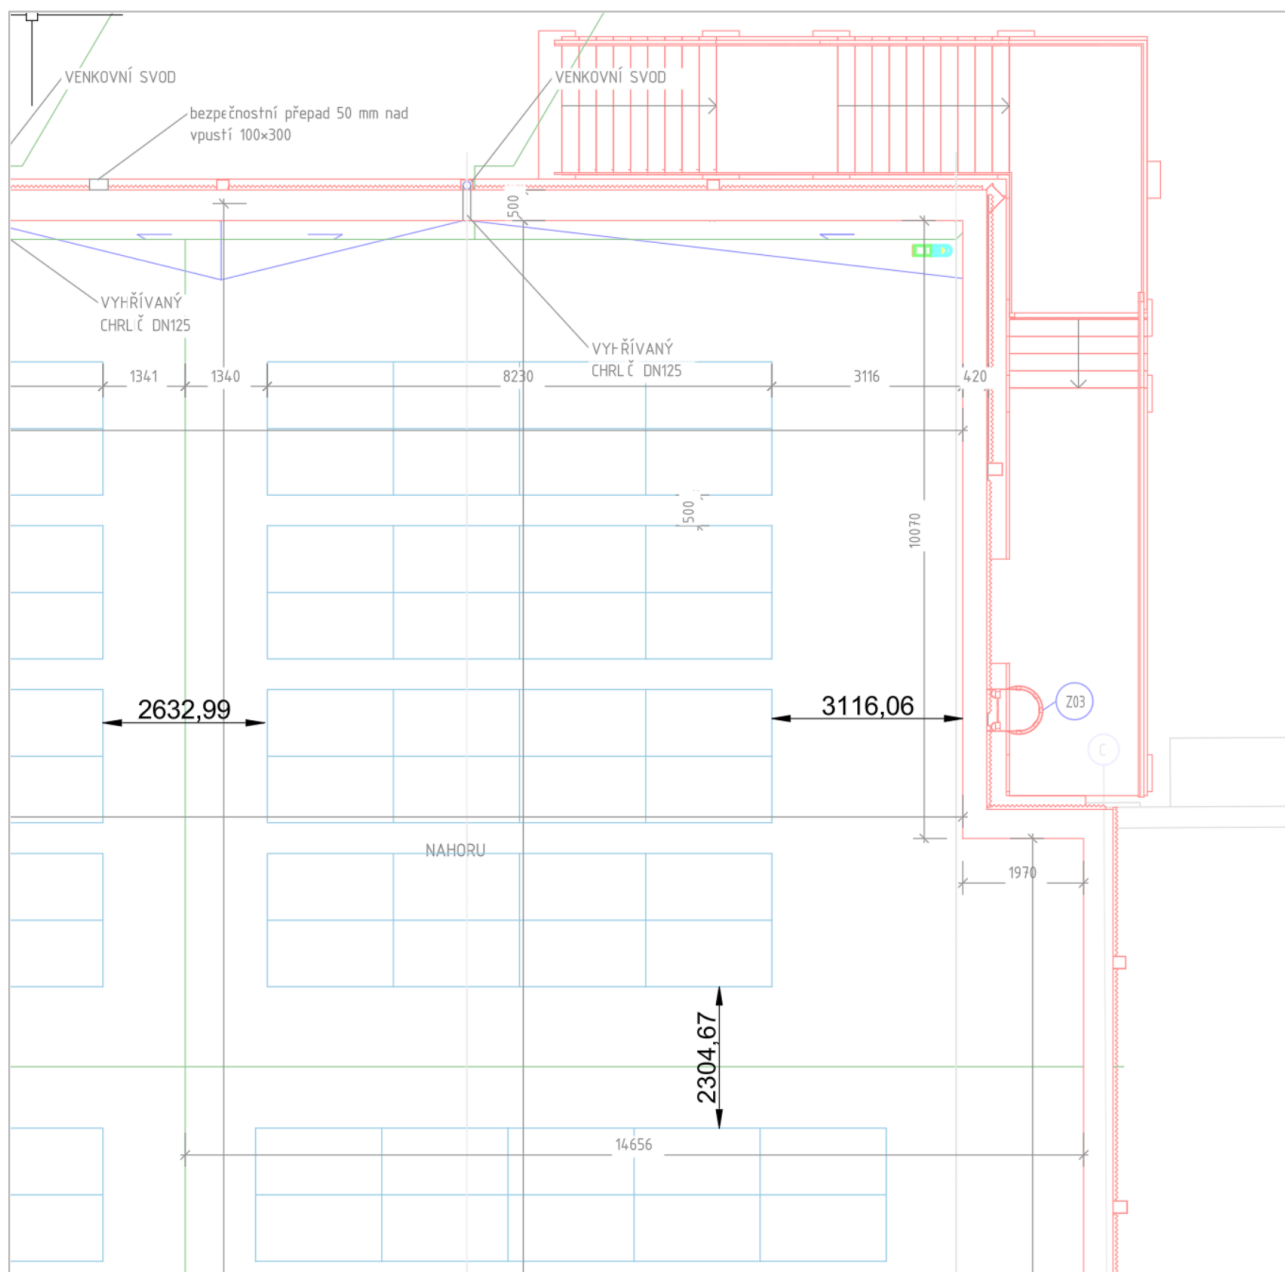 VENKOVNÍ SVOD
VENKOVNÍ SVOD
bezpečnostní přepad 50 mm nad
vpustí 100×300
500
VYHŘÍVANÝ
CHRLIČ DN125
VYHŘÍVANÝ
CHRLIČ DN125
1341
1340
8230
3116
420
500
10070
2632,99
3116,06
Z03
C
NAHORU
1970
2304,67
14656